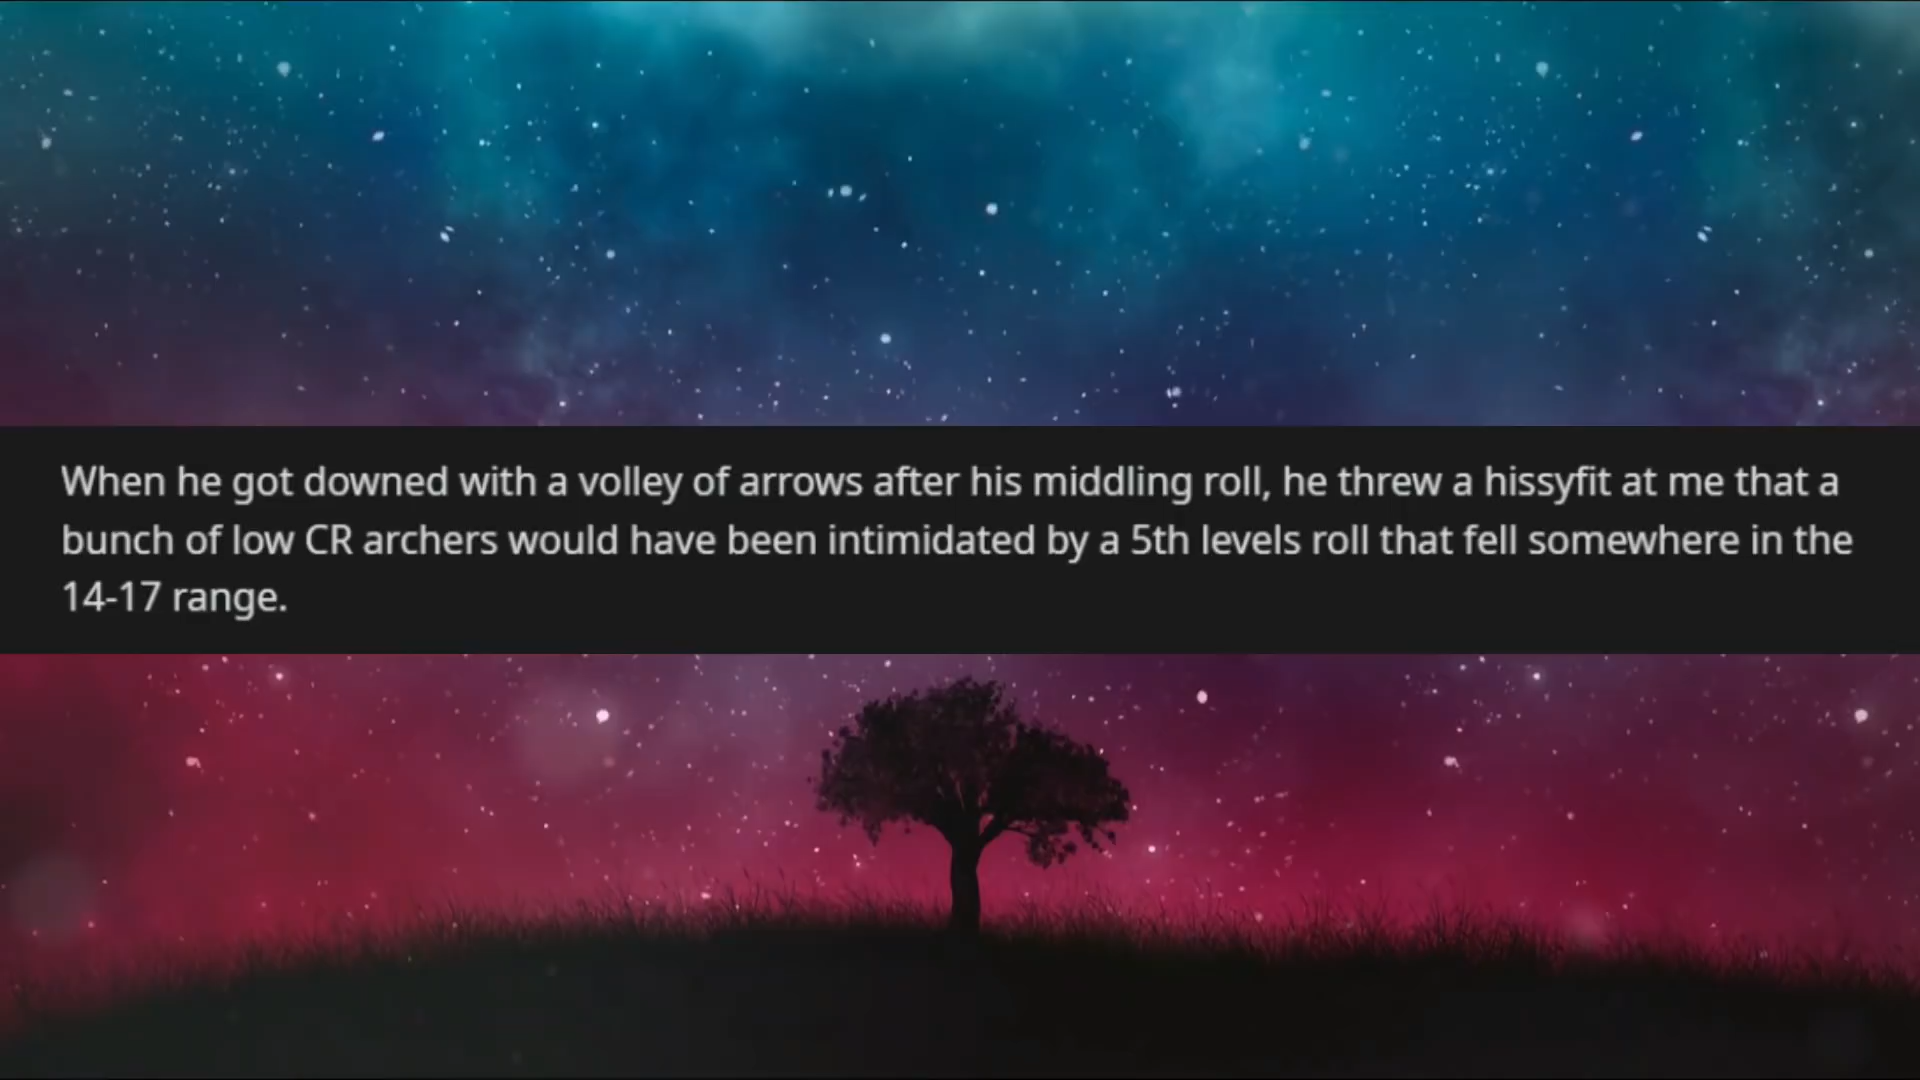 When he got downed with a volley of arrows after his middling roll, he threw a hissyfit at me that a
bunch of low CR archers would have been intimidated by a 5th levels roll that fell somewhere in the
14-17 range.